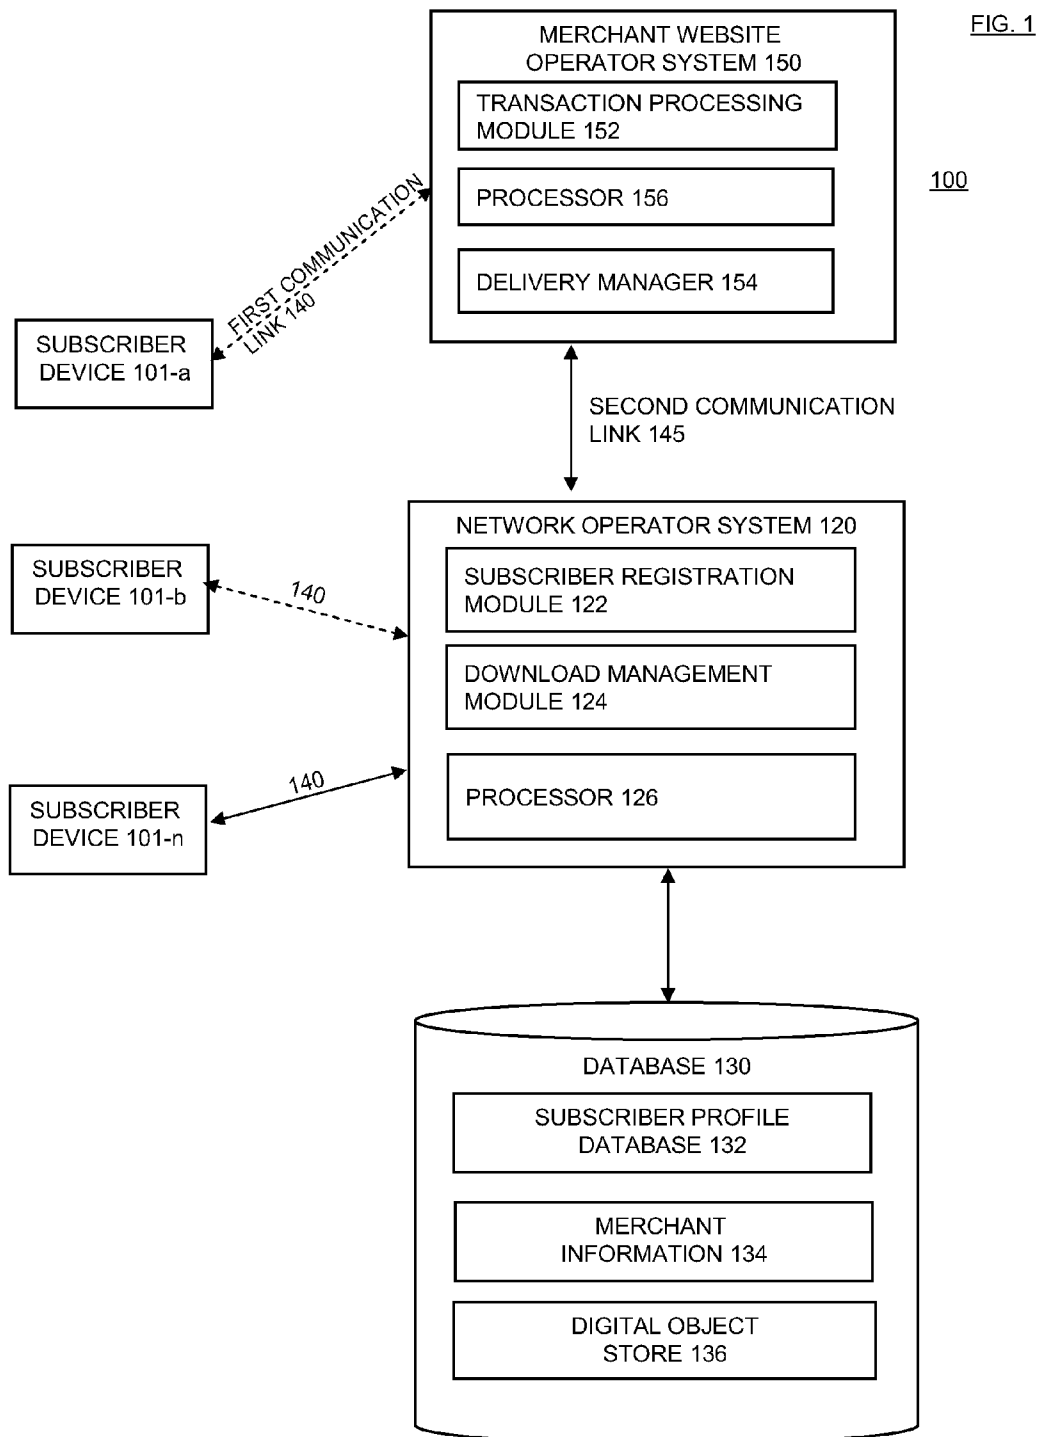 FIG. 1
MERCHANT WEBSITE
OPERATOR SYSTEM 150
TRANSACTION PROCESSING
MODULE 152
PROCESSOR 156
DELIVERY MANAGER 154
100
FIRST COMMUNICATION
LINK 140
SUBSCRIBER
DEVICE 101-a
SECOND COMMUNICATION
LINK 145
NETWORK OPERATOR SYSTEM 120
SUBSCRIBER REGISTRATION
MODULE 122
DOWNLOAD MANAGEMENT
MODULE 124
PROCESSOR 126
SUBSCRIBER
DEVICE 101-b
140
SUBSCRIBER
DEVICE 101-n
140
DATABASE 130
SUBSCRIBER PROFILE
DATABASE 132
MERCHANT
INFORMATION 134
DIGITAL OBJECT
STORE 136